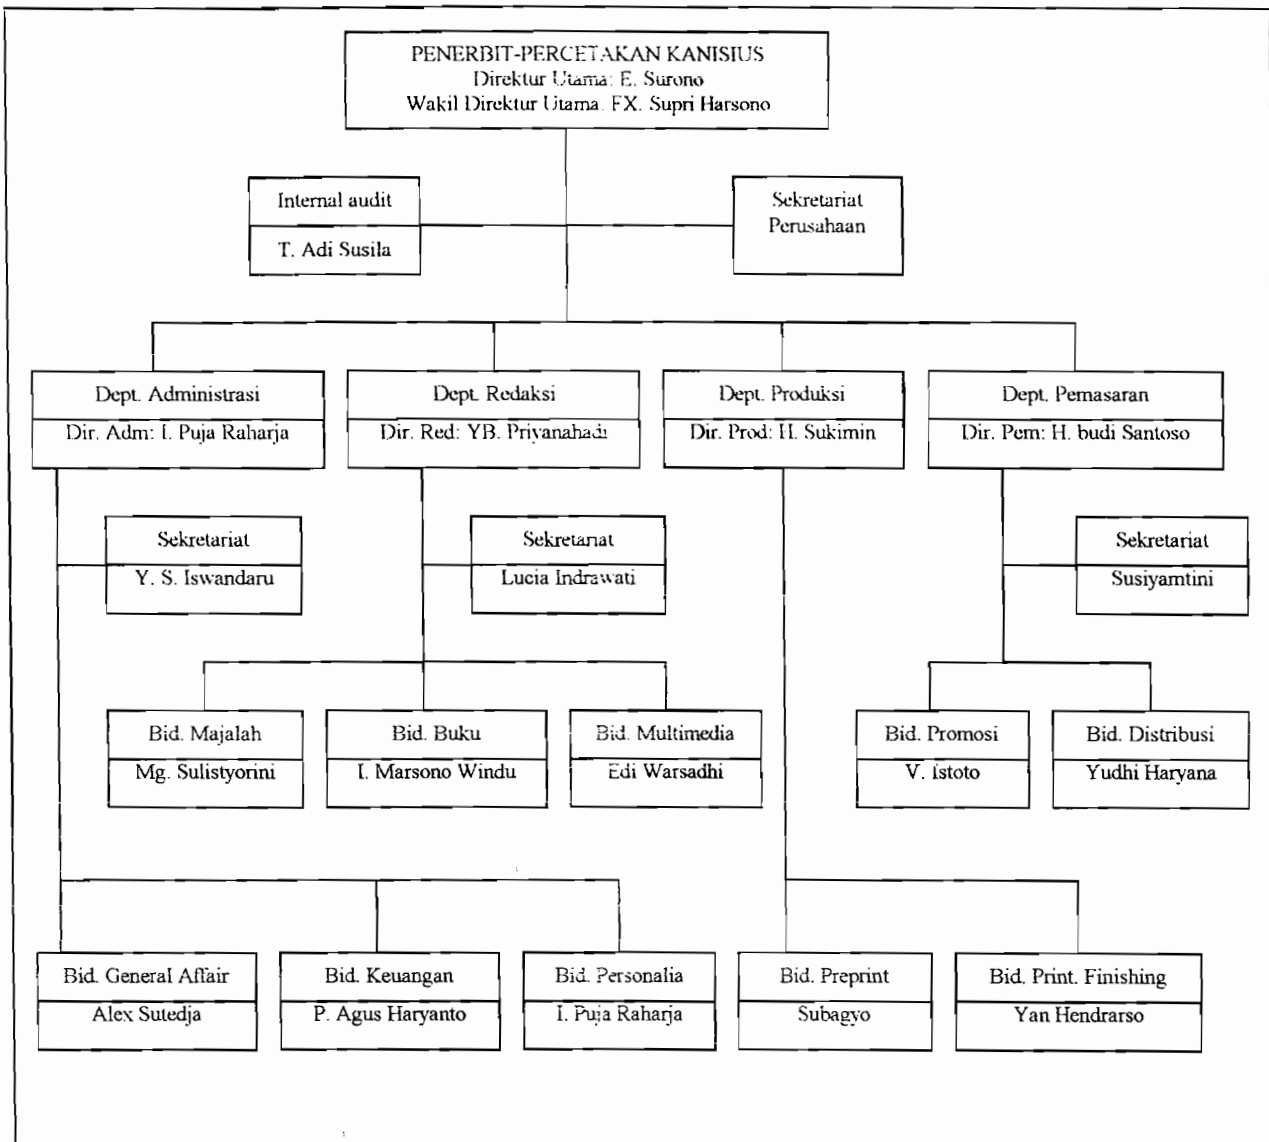 PENERBIT-PERCETAKAN KANISIUS
Direktur Utama: E. Surono
Wakil Direktur Utama. FX. Supri Harsono
Internal audit
T. Adi Susila
Sekretariat
Perusahaan
Dept. Administrasi
Dir. Adm: I. Puja Raharja
Dept. Redaksi
Dir. Red: YB. Priyanahadi
Dept. Produksi
Dir. Prod: H. Sukimin
Dept. Pemasaran
Dir. Pem: H. budi Santoso
Sekretariat
Y. S. Iswandaru
Sekretariat
Lucia Indrawati
Sekretariat
Susiyamtini
Bid. Majalah
Mg. Sulistyorini
Bid. Buku
I. Marsono Windu
Bid. Multimedia
Edi Warsadhi
Bid. Promosi
V. Istoto
Bid. Distribusi
Yudhi Haryana
Bid. General Affair
Alex Sutedja
Bid. Keuangan
P. Agus Haryanto
Bid. Personalia
I. Puja Raharja
Bid. Preprint
Subagyo
Bid. Print. Finishing
Yan Hendrarso